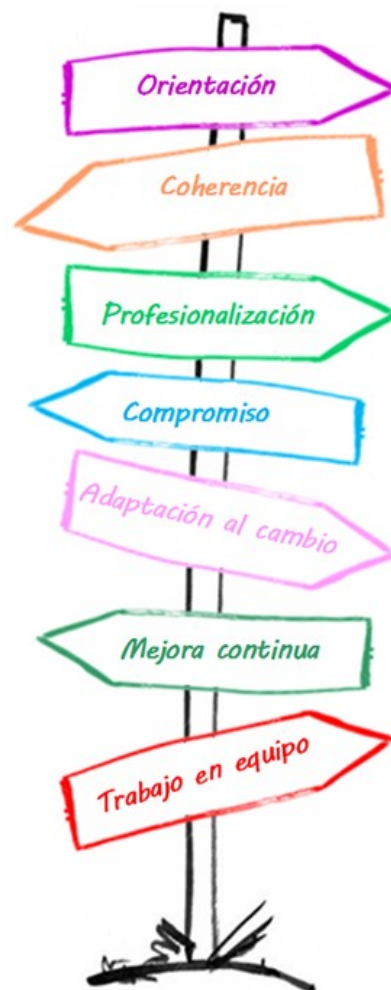 Orientación
Coherencia
Profesionalización
Compromiso
Adaptación al cambio
Mejora continua
Trabajo en equipo